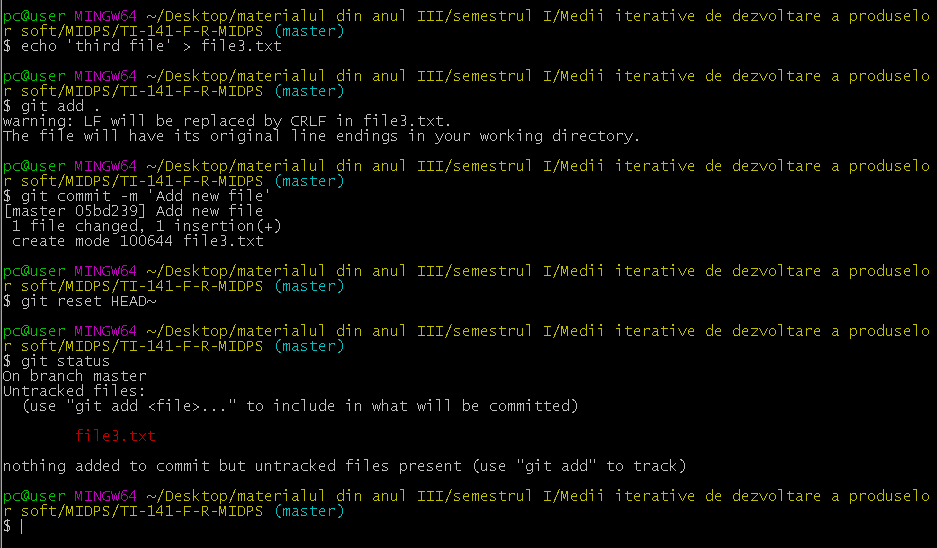 pc@user MINGW64 ~/Desktop/materialul din anul III/semestrul I/Medii iterative de dezvoltare a produselo
r soft/MIDPS/TI-141-F-R-MIDPS (master)
$ echo 'third file' > file3.txt
pc@user MINGW64 ~/Desktop/materialul din anul III/semestrul I/Medii iterative de dezvoltare a produselo
r soft/MIDPS/TI-141-F-R-MIDPS (master)
$ git add .
warning: LF will be replaced by CRLF in file3.txt.
The file will have its original line endings in your working directory.
pc@user MINGW64 ~/Desktop/materialul din anul III/semestrul I/Medii iterative de dezvoltare a produselo
r soft/MIDPS/TI-141-F-R-MIDPS (master)
$ git commit -m 'Add new file'
[master 05bd239] Add new file
 1 file changed, 1 insertion(+)
 create mode 100644 file3.txt
pc@user MINGW64 ~/Desktop/materialul din anul III/semestrul I/Medii iterative de dezvoltare a produselo
r soft/MIDPS/TI-141-F-R-MIDPS (master)
$ git reset HEAD~
pc@user MINGW64 ~/Desktop/materialul din anul III/semestrul I/Medii iterative de dezvoltare a produselo
r soft/MIDPS/TI-141-F-R-MIDPS (master)
$ git status
On branch master
Untracked files:
  (use "git add <file>..." to include in what will be committed)
        file3.txt
nothing added to commit but untracked files present (use "git add" to track)
pc@user MINGW64 ~/Desktop/materialul din anul III/semestrul I/Medii iterative de dezvoltare a produselo
r soft/MIDPS/TI-141-F-R-MIDPS (master)
$